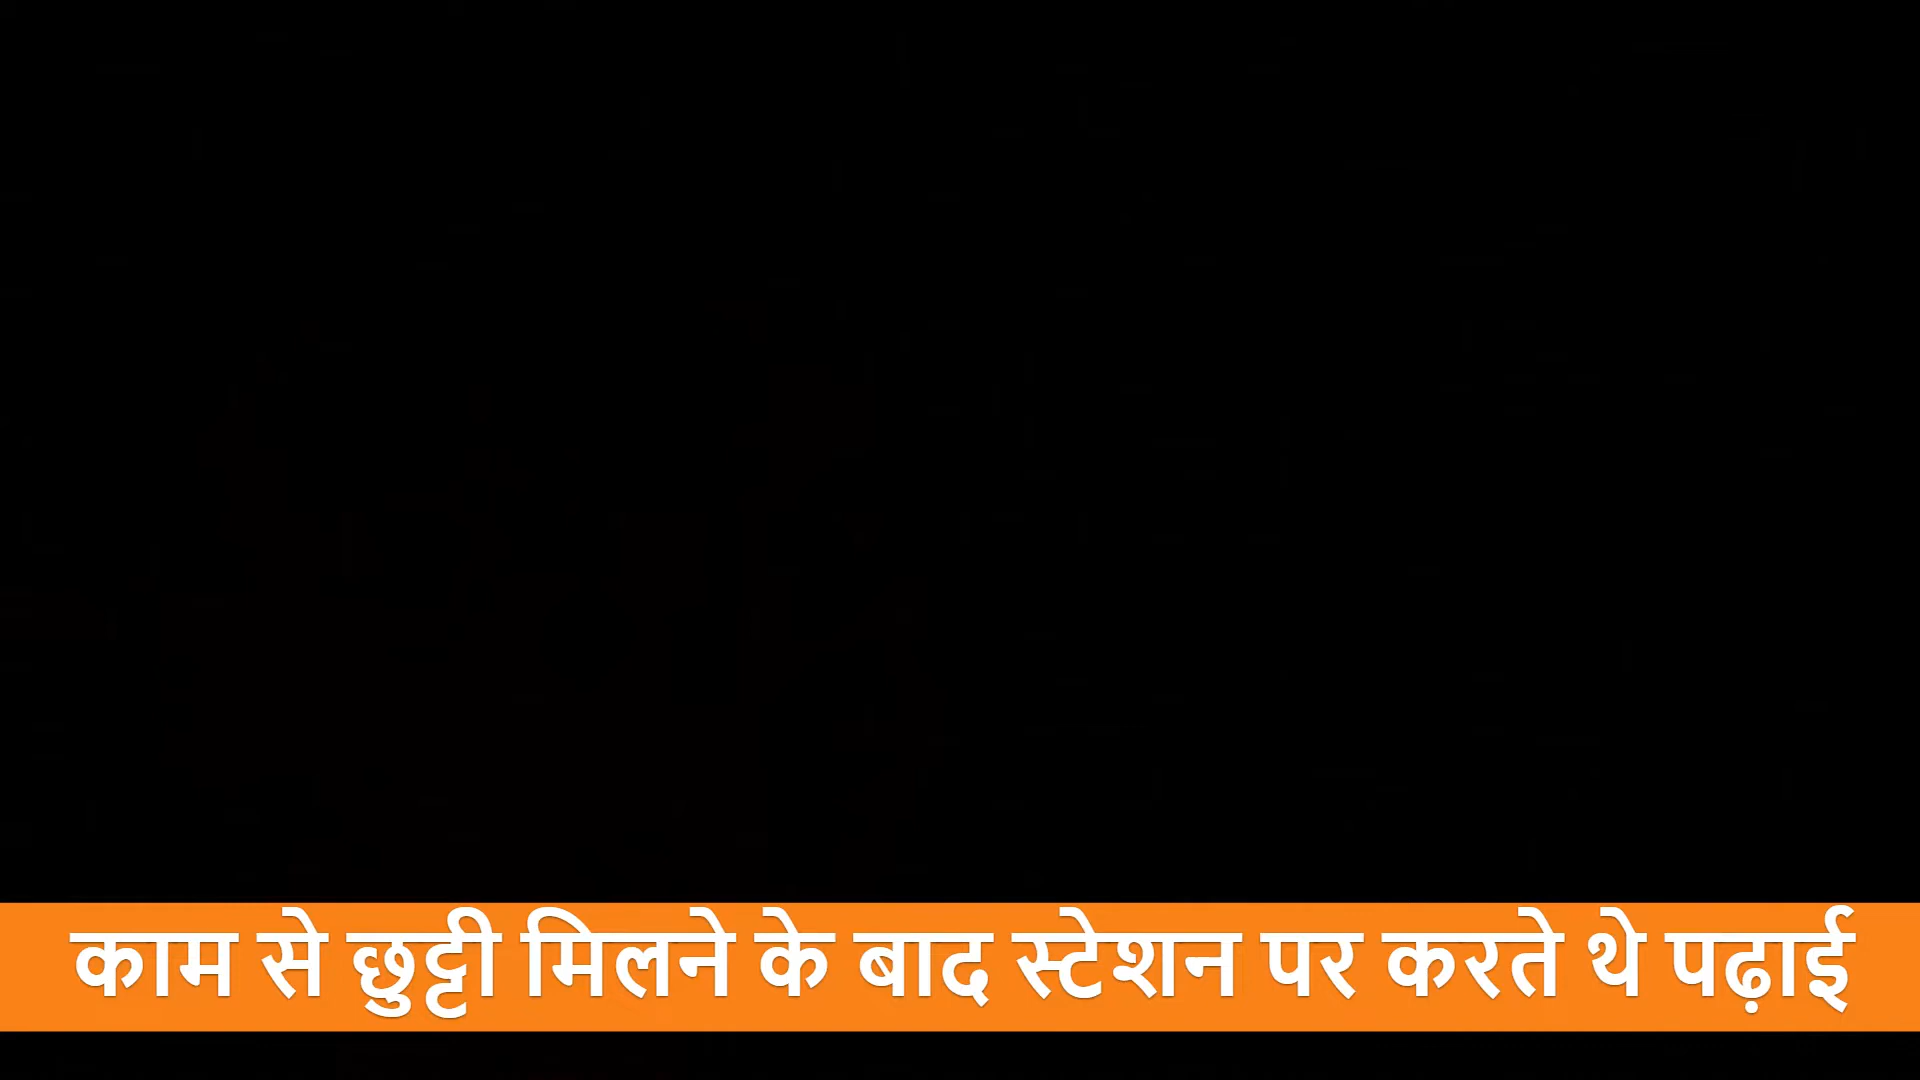 काम से छुट्टी मिलने के बाद स्टेशन पर करते थे पढ़ाई